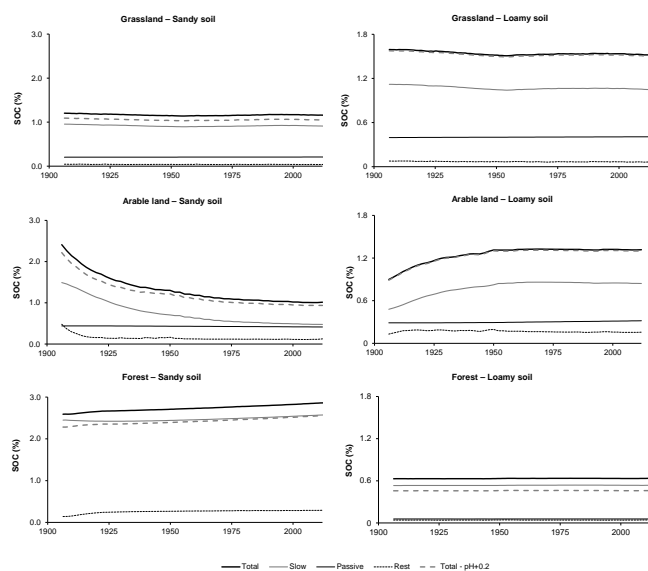 Grassland – Sandy soil
SOC (%)
3.0
2.0
1.0
0.0
1900 1925 1950 1975 2000
Grassland – Loamy soil
SOC (%)
1.8
1.2
0.6
0
1900 1925 1950 1975 2000
Arable land – Sandy soil
SOC (%)
3.0
2.0
1.0
0.0
1900 1925 1950 1975 2000
Arable land – Loamy soil
SOC (%)
1.8
1.2
0.6
0
1900 1925 1950 1975 2000
Forest – Sandy soil
SOC (%)
3.0
2.0
1.0
0.0
1900 1925 1950 1975 2000
Forest – Loamy soil
SOC (%)
1.8
1.2
0.6
0
1900 1925 1950 1975 2000
Total Slow Passive Rest Total - pH+0.2